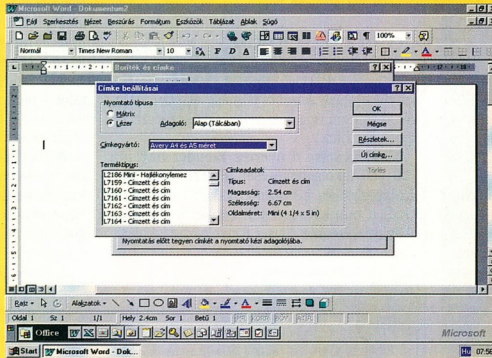 Microsoft Word - Dokumentum2
Fájl Szerkesztés Nézet Beszúrás Formátum Eszközök Táblázat Ablak Súgó
100%
Normál Times New Roman 10 F D A
Boríték és címke
Címke beállításai
Nyomtató típusa
Mátrix
Lézer Adagoló: Alap (Tálcában)
OK
Mégse
Részletek...
Új címke...
Törlés
Címkegyártó: Avery A4 és A5 méret
Terméktípus:
L2186 Mini - Hajlékonylemez
L7159 - Címzett és cím
L7160 - Címzett és cím
L7161 - Címzett és cím
L7162 - Címzett és cím
L7163 - Címzett és cím
L7164 - Címzett és cím
Címkeadatok
Típus: Címzett és cím
Magasság: 2.54 cm
Szélesség: 6.67 cm
Oldalméret: Mini (4 1/4 x 5 in)
Nyomtatás előtt tegyen címkét a nyomtató kézi adagolójába.
Rajz Alakzatok
Oldal 1 Sz 1 1/1 Hely 2.4cm Sor 1 Betű 1
Office
Microsoft
Start Microsoft Word - Dok...
Hu 07:56